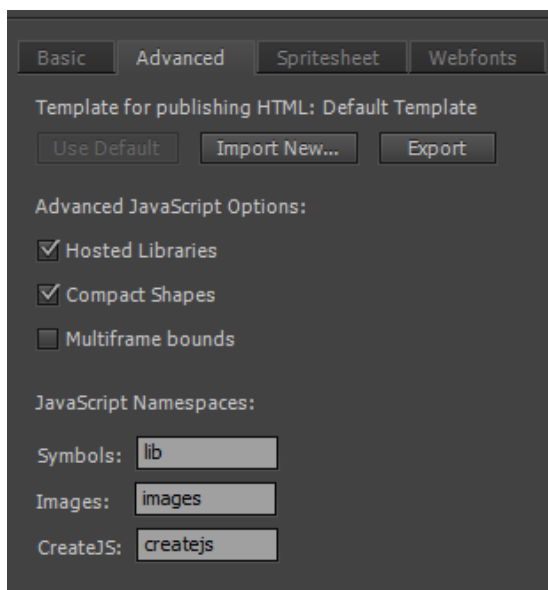 Basic Advanced Spritesheet Webfonts
Template for publishing HTML: Default Template
Use Default Import New... Export
Advanced JavaScript Options:
Hosted Libraries
Compact Shapes
Multiframe bounds
JavaScript Namespaces:
Symbols: lib
Images: images
CreateJS: createjs